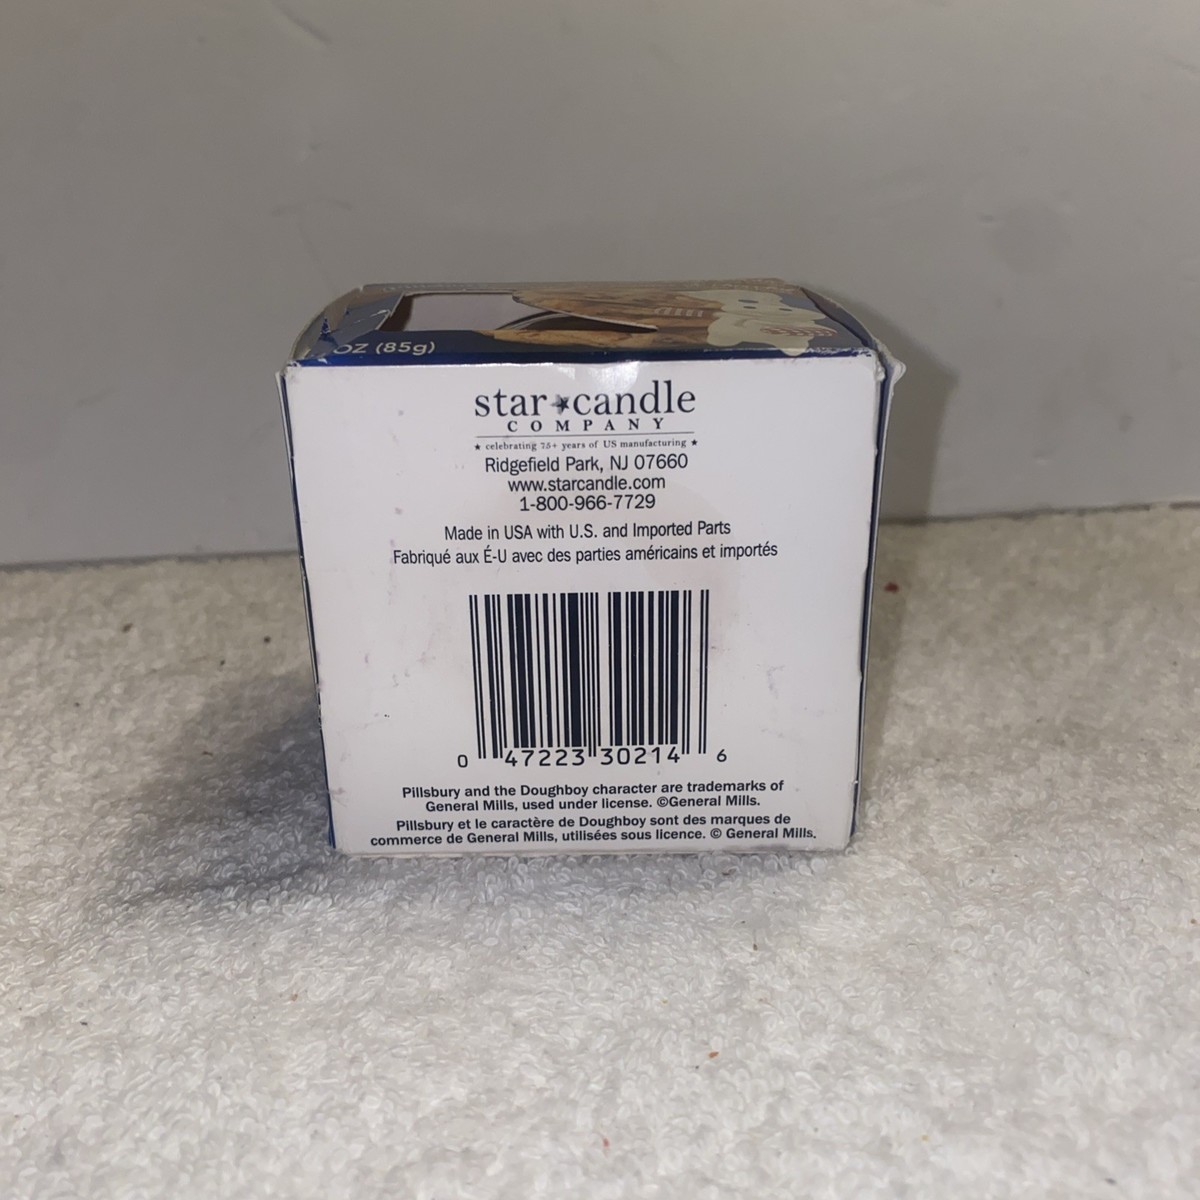 OZ (85g)
star candle
COMPANY
★ celebrating 75+ years of US manufacturing ★
Ridgefield Park, NJ 07660
www.starcandle.com
1-800-966-7729
Made in USA with U.S. and Imported Parts
Fabriqué aux É-U avec des parties américains et importés
0 47223 30214 6
Pillsbury and the Doughboy character are trademarks of
General Mills, used under license. ©General Mills.
Pillsbury et le caractère de Doughboy sont des marques de
commerce de General Mills, utilisées sous licence. © General Mills.